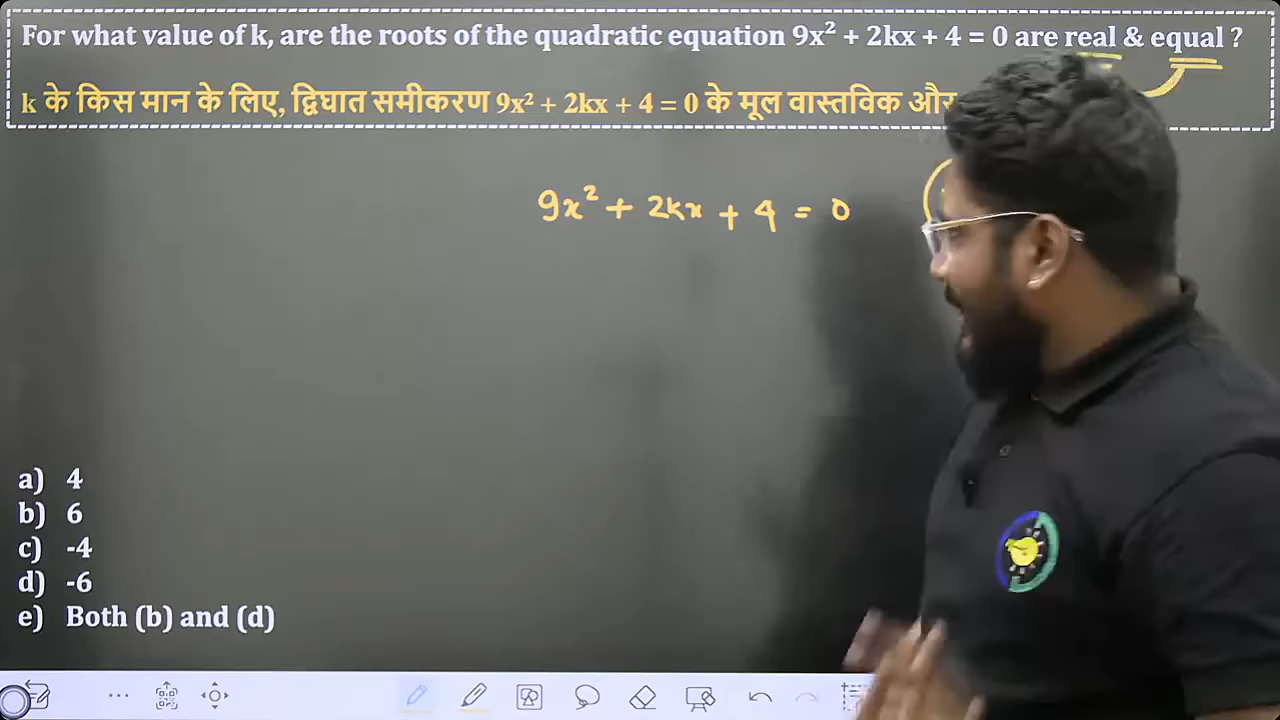 For what value of k, are the roots of the quadratic equation 9x² + 2kx + 4 = 0 are real & equal ?
k के किस मान के लिए, द्विघात समीकरण 9x² + 2kx + 4 = 0 के मूल वास्तविक और
9x² + 2kx + 4 = 0
a) 4
b) 6
c) -4
d) -6
e) Both (b) and (d)